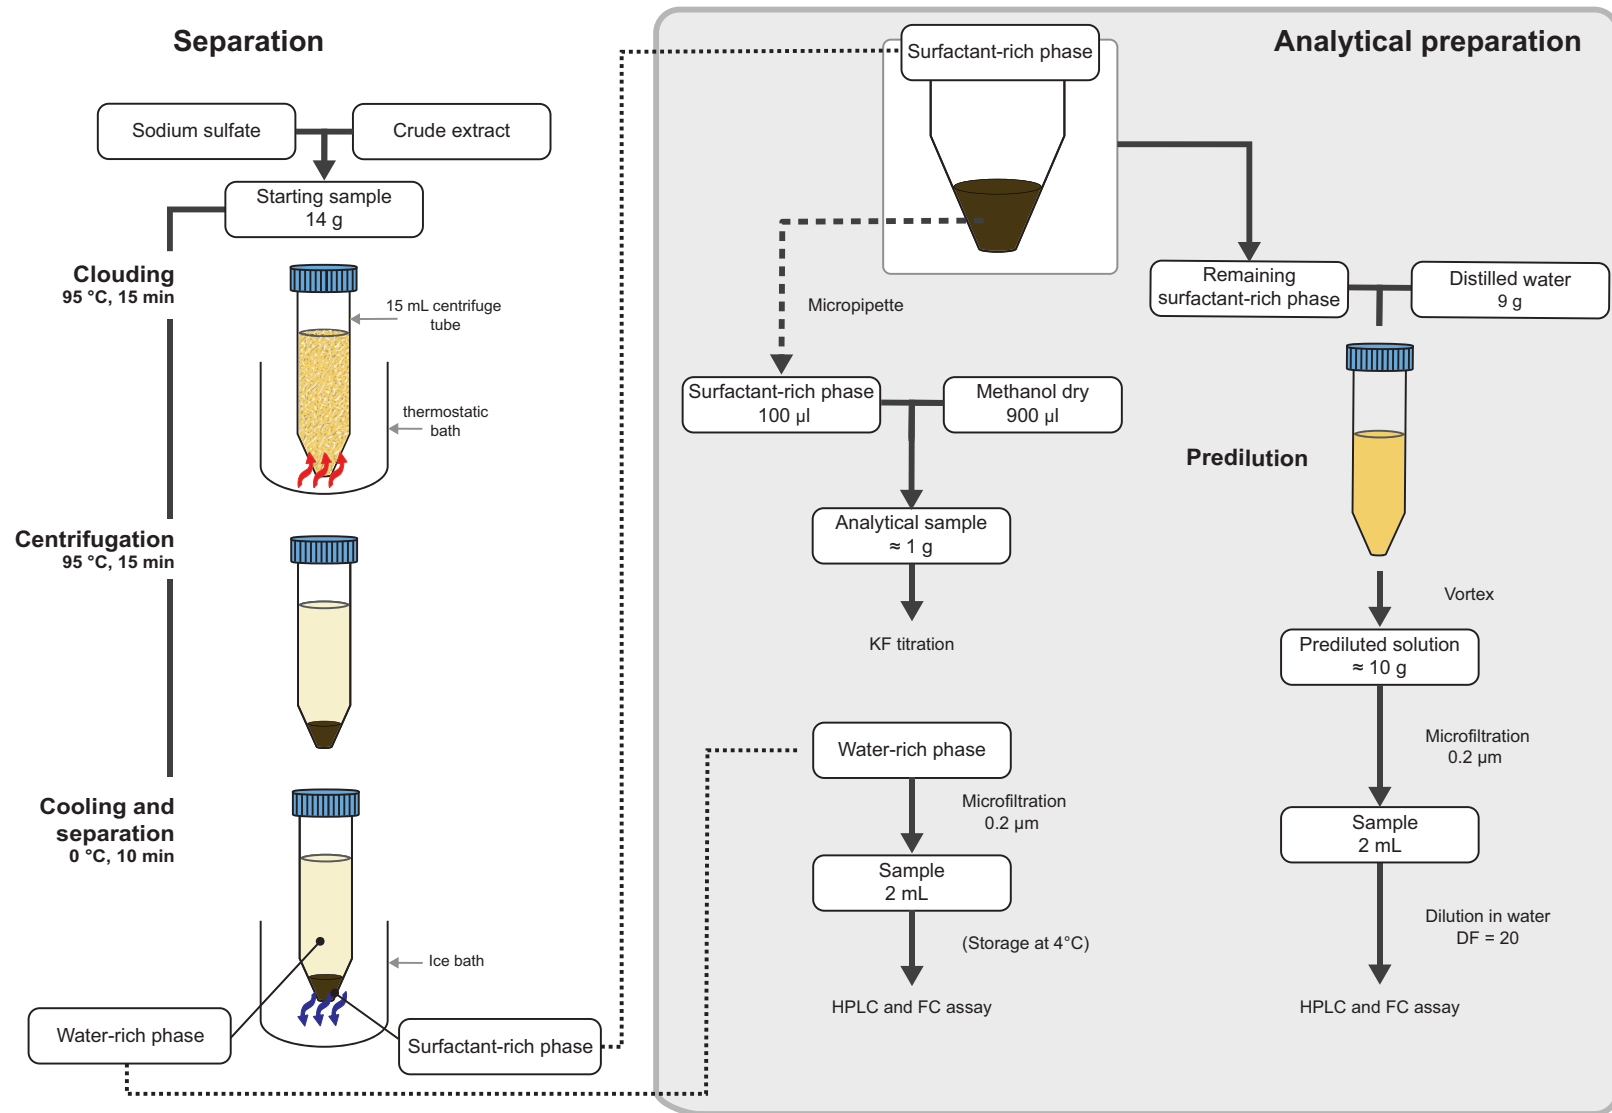 Separation
Sodium sulfate
Crude extract
Starting sample
14 g
Clouding
95 °C, 15 min
15 mL centrifuge
tube
thermostatic
bath
Centrifugation
95 °C, 15 min
Cooling and
separation
0 °C, 10 min
Ice bath
Water-rich phase
Surfactant-rich phase
Analytical preparation
Surfactant-rich phase
Micropipette
Surfactant-rich phase
100 µl
Methanol dry
900 µl
Analytical sample
≈ 1 g
KF titration
Water-rich phase
Microfiltration
0.2 µm
Sample
2 mL
(Storage at 4°C)
HPLC and FC assay
Remaining
surfactant-rich phase
Distilled water
9 g
Predilution
Vortex
Prediluted solution
≈ 10 g
Microfiltration
0.2 µm
Sample
2 mL
Dilution in water
DF = 20
HPLC and FC assay